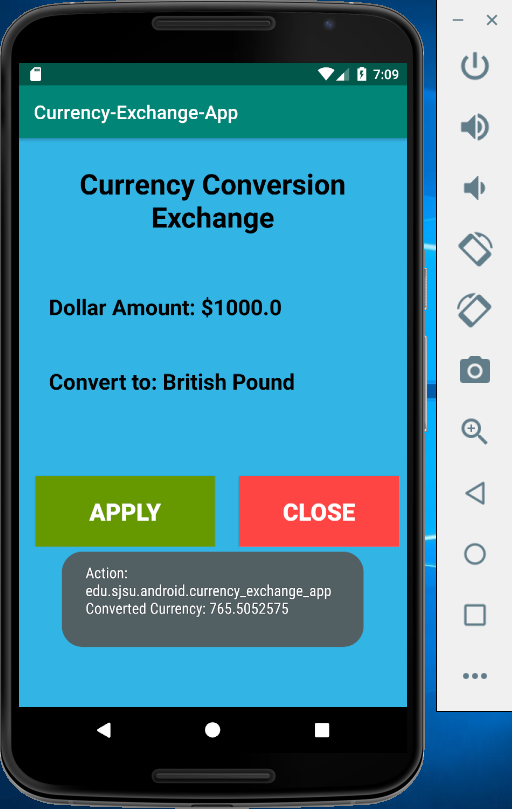 7:09
Currency-Exchange-App
Currency Conversion
Exchange
Dollar Amount: $1000.0
Convert to: British Pound
APPLY
CLOSE
Action:
edu.sjsu.android.currency_exchange_app
Converted Currency: 765.5052575